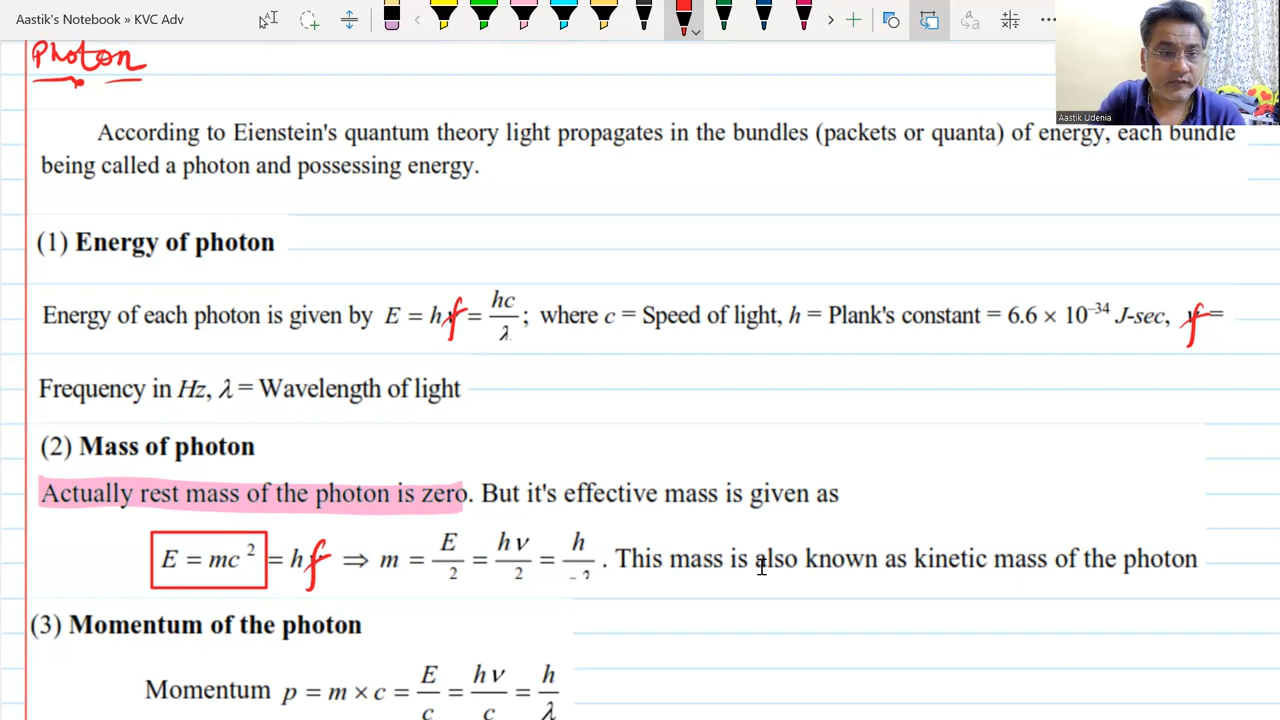 Aastik's Notebook » KVC Adv
Photon
Aastik Udenia
According to Eienstein's quantum theory light propagates in the bundles (packets or quanta) of energy, each bundle
being called a photon and possessing energy.
(1) Energy of photon
Energy of each photon is given by E = hf = hc/λ; where c = Speed of light, h = Plank's constant = 6.6 × 10⁻³⁴ J-sec, f =
Frequency in Hz, λ = Wavelength of light
(2) Mass of photon
Actually rest mass of the photon is zero. But it's effective mass is given as
E = mc² = hf ⇒ m = E/2 = hν/2 = h/ . This mass is also known as kinetic mass of the photon
(3) Momentum of the photon
Momentum p = m × c = E/c = hν/c = h/λ